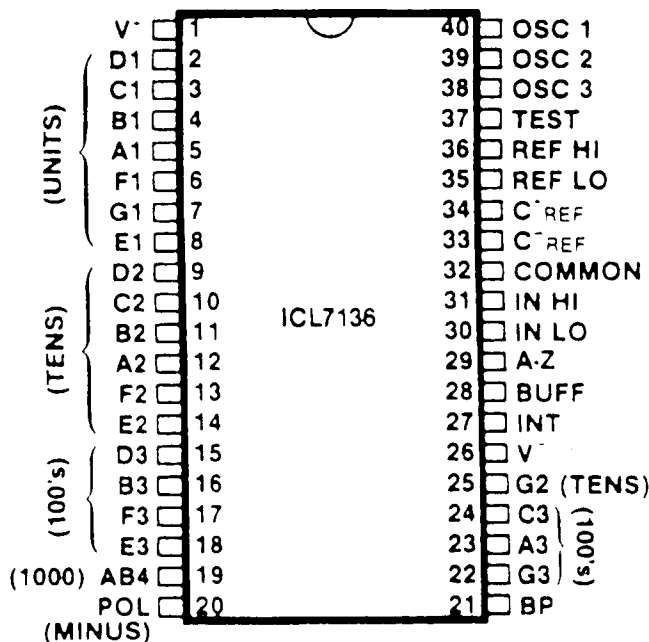 V- 1
D1 2
C1 3
B1 4
A1 5
F1 6
G1 7
E1 8
(UNITS)
D2 9
C2 10
B2 11
A2 12
F2 13
E2 14
(TENS)
D3 15
B3 16
F3 17
E3 18
(100's)
(1000) AB4 19
POL 20
(MINUS)
ICL7136
40 OSC 1
39 OSC 2
38 OSC 3
37 TEST
36 REF HI
35 REF LO
34 C-REF
33 C-REF
32 COMMON
31 IN HI
30 IN LO
29 A-Z
28 BUFF
27 INT
26 V-
25 G2 (TENS)
24 C3
23 A3
22 G3
(100's)
21 BP